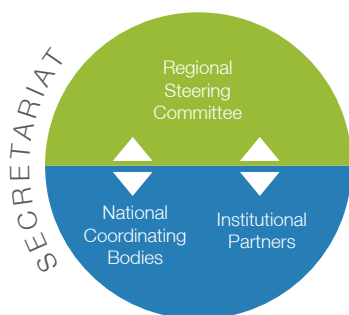 SECRETARIAT
Regional
Steering
Committee
National
Coordinating
Bodies
Institutional
Partners